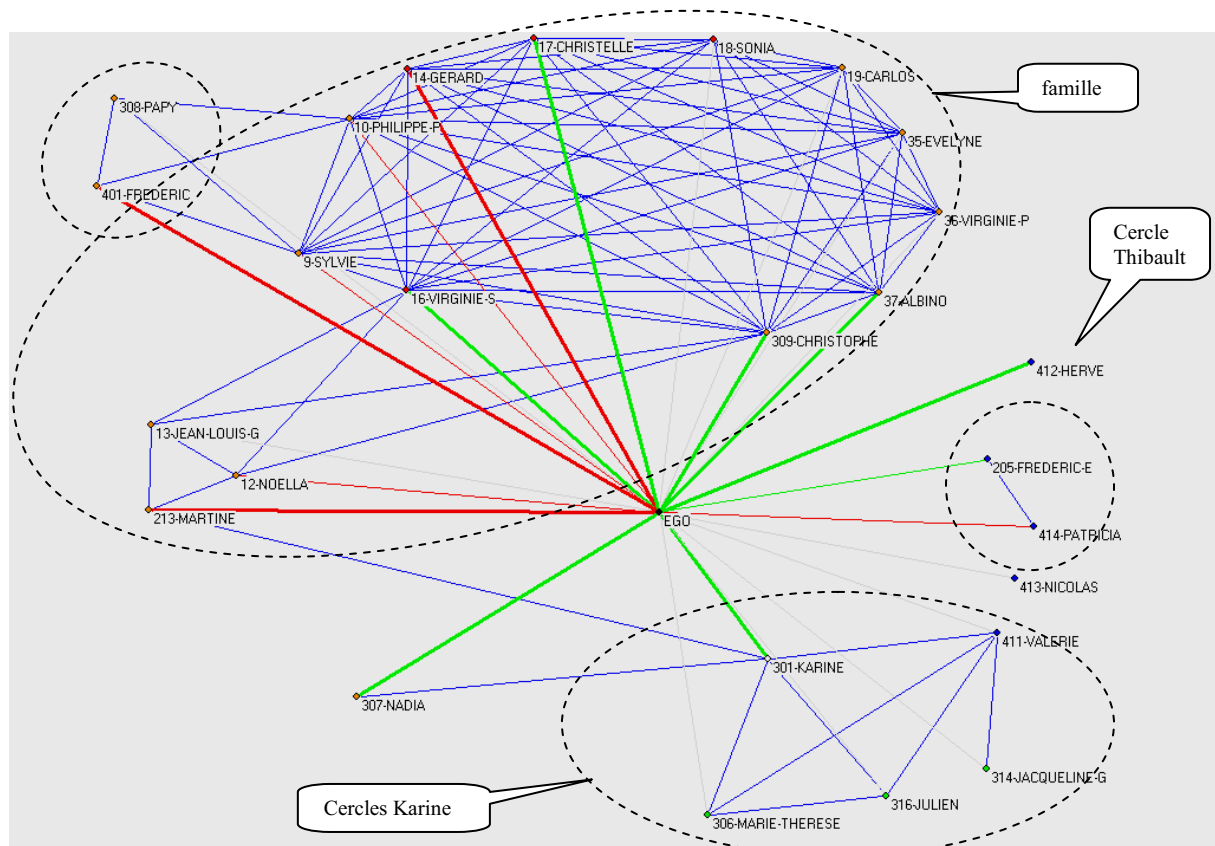 17-CHRISTELLE
18-SONIA
14-GERARD
19-CARLOS
famille
308-PAPY
10-PHILIPPE-P
35-EVELYNE
401-FREDERIC
36-VIRGINIE-P
Cercle
Thibault
9-SYLVIE
16-VIRGINIE-S
37-ALBINO
309-CHRISTOPHE
412-HERVE
13-JEAN-LOUIS-G
205-FREDERIC-E
12-NOELLA
213-MARTINE
EGO
414-PATRICIA
413-NICOLAS
411-VALERIE
301-KARINE
307-NADIA
314-JACQUELINE-G
Cercles Karine
316-JULIEN
306-MARIE-THERESE